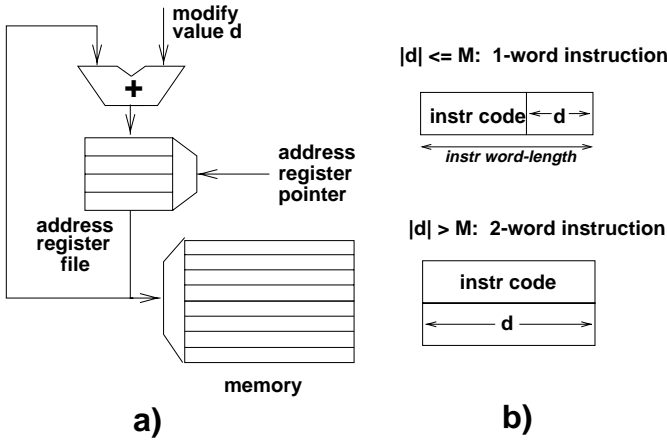 modify
value d
+
address
register
pointer
address
register
file
memory
a)
|d| <= M: 1-word instruction
instr code
d
instr word-length
|d| > M: 2-word instruction
instr code
d
b)